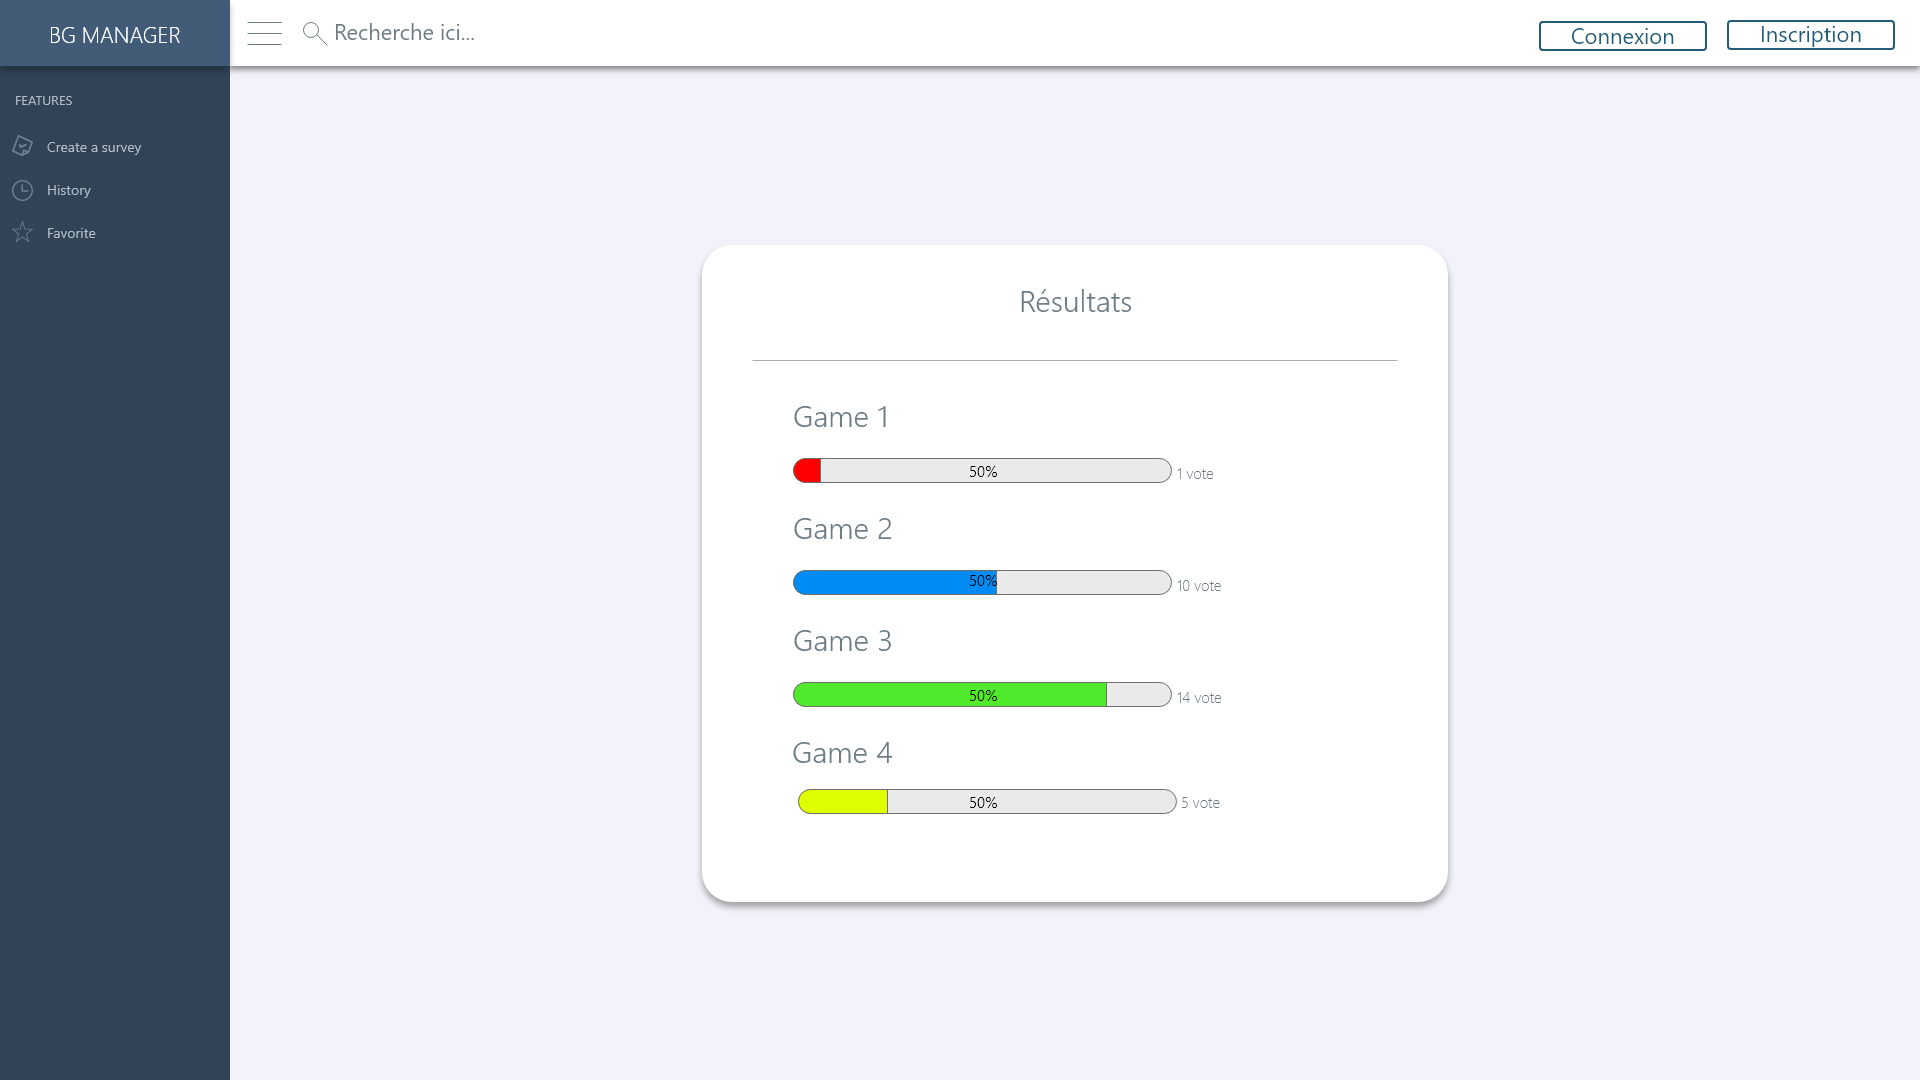 BG MANAGER
Recherche ici...
Connexion
Inscription
FEATURES
Create a survey
History
Favorite
Résultats
Game 1
50%
1 vote
Game 2
50%
10 vote
Game 3
50%
14 vote
Game 4
50%
5 vote